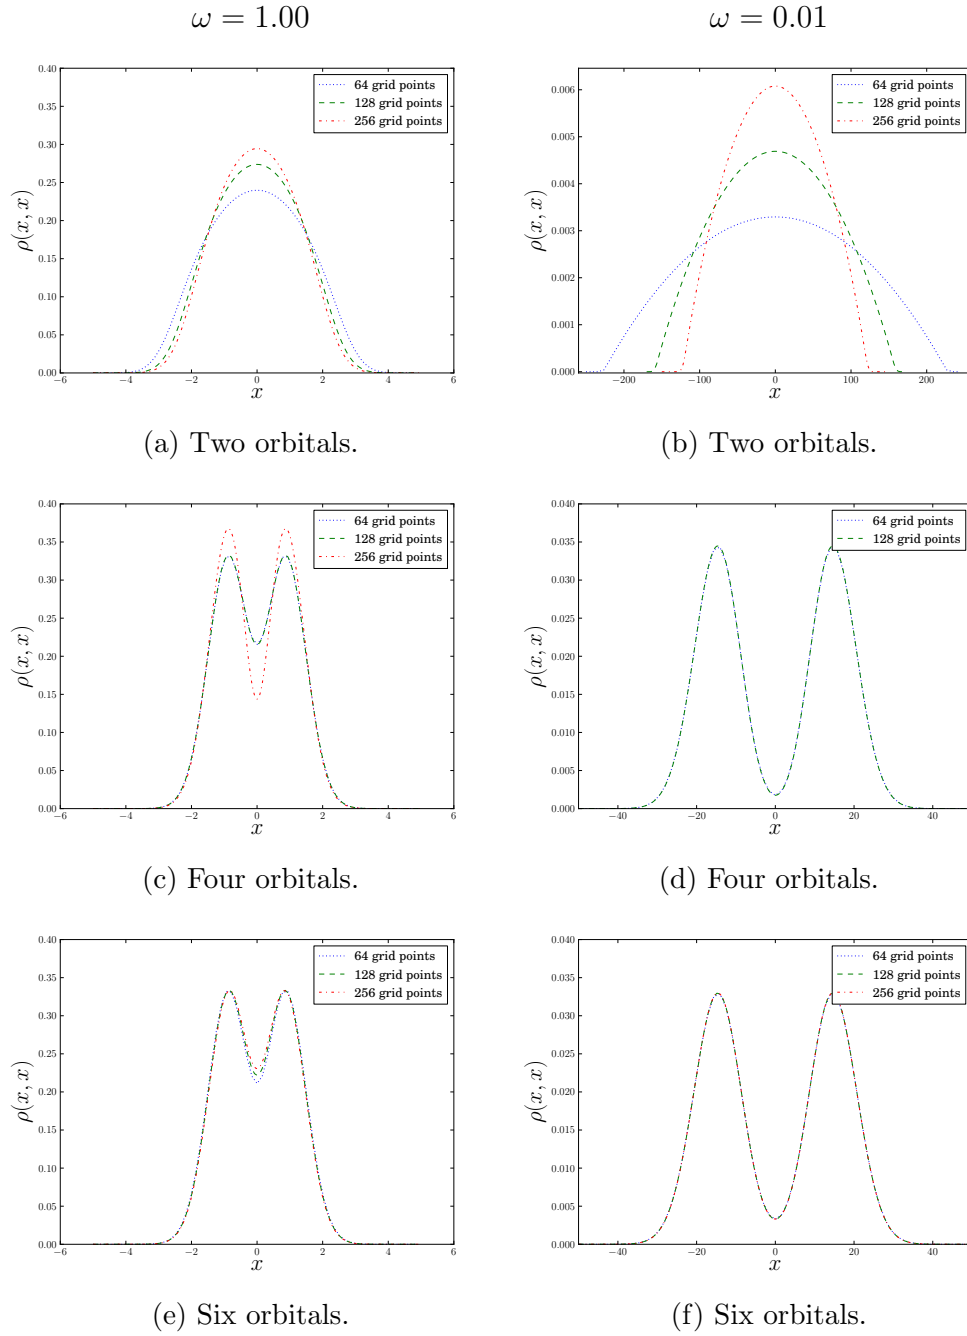 ω = 1.00
ω = 0.01
0.40
0.35
0.30
0.25
0.20
0.15
0.10
0.05
0.00
−6 −4 −2 0 2 4 6
ρ(x, x)
x
64 grid points
128 grid points
256 grid points
(a) Two orbitals.
0.006
0.005
0.004
0.003
0.002
0.001
0.000
−200 −100 0 100 200
ρ(x, x)
x
64 grid points
128 grid points
256 grid points
(b) Two orbitals.
0.40
0.35
0.30
0.25
0.20
0.15
0.10
0.05
0.00
−6 −4 −2 0 2 4 6
ρ(x, x)
x
64 grid points
128 grid points
256 grid points
(c) Four orbitals.
0.040
0.035
0.030
0.025
0.020
0.015
0.010
0.005
0.000
−40 −20 0 20 40
ρ(x, x)
x
64 grid points
128 grid points
(d) Four orbitals.
0.40
0.35
0.30
0.25
0.20
0.15
0.10
0.05
0.00
−6 −4 −2 0 2 4 6
ρ(x, x)
x
64 grid points
128 grid points
256 grid points
(e) Six orbitals.
0.040
0.035
0.030
0.025
0.020
0.015
0.010
0.005
0.000
−40 −20 0 20 40
ρ(x, x)
x
64 grid points
128 grid points
256 grid points
(f) Six orbitals.